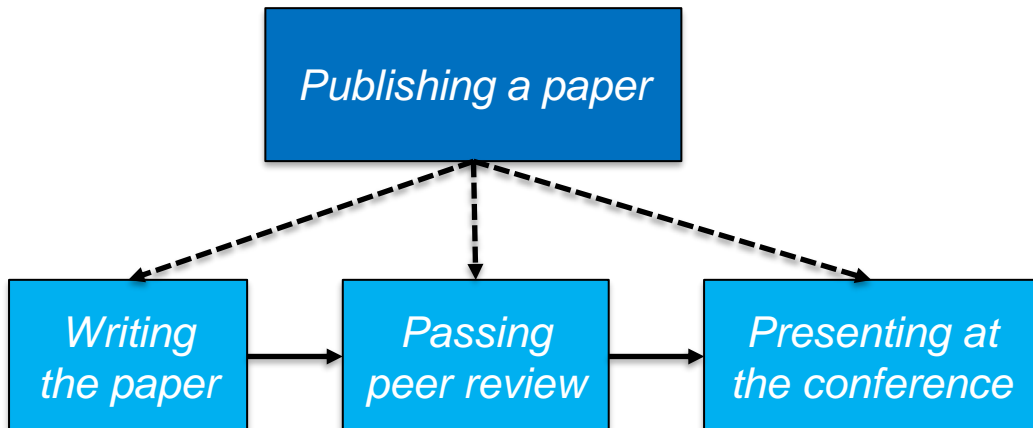 Publishing a paper
Writing
the paper
Passing
peer review
Presenting at
the conference